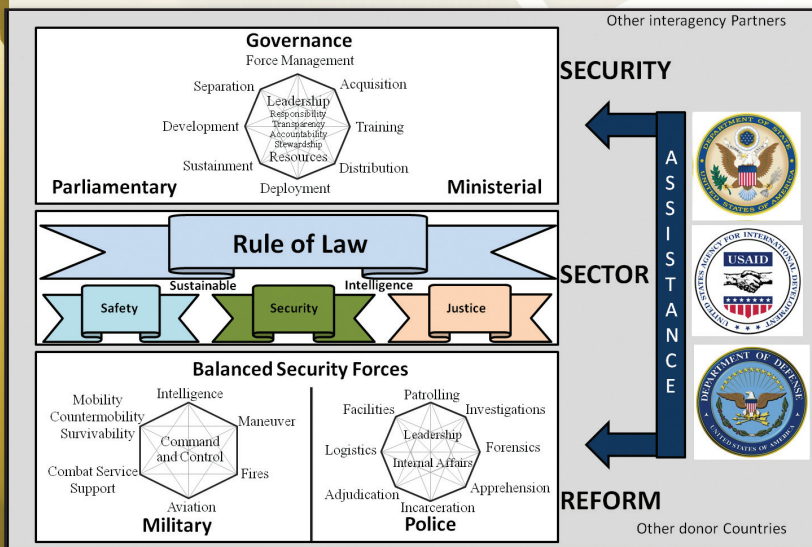 Other interagency Partners
Governance
Force Management
Separation
Acquisition
Leadership
Responsibility
Transparency
Accountability
Stewardship
Resources
Development
Training
Sustainment
Distribution
Deployment
Parliamentary
Ministerial
SECURITY
Rule of Law
Sustainable
Intelligence
Safety
Security
Justice
SECTOR
Balanced Security Forces
Intelligence
Mobility
Countermobility
Survivability
Maneuver
Command
and Control
Combat Service
Support
Fires
Aviation
Military
Patrolling
Facilities
Investigations
Leadership
Logistics
Forensics
Internal Affairs
Adjudication
Apprehension
Incarceration
Police
REFORM
ASSISTANCE
DEPARTMENT OF STATE
UNITED STATES OF AMERICA
UNITED STATES AGENCY FOR INTERNATIONAL DEVELOPMENT
USAID
DEPARTMENT OF DEFENSE
UNITED STATES OF AMERICA
Other donor Countries